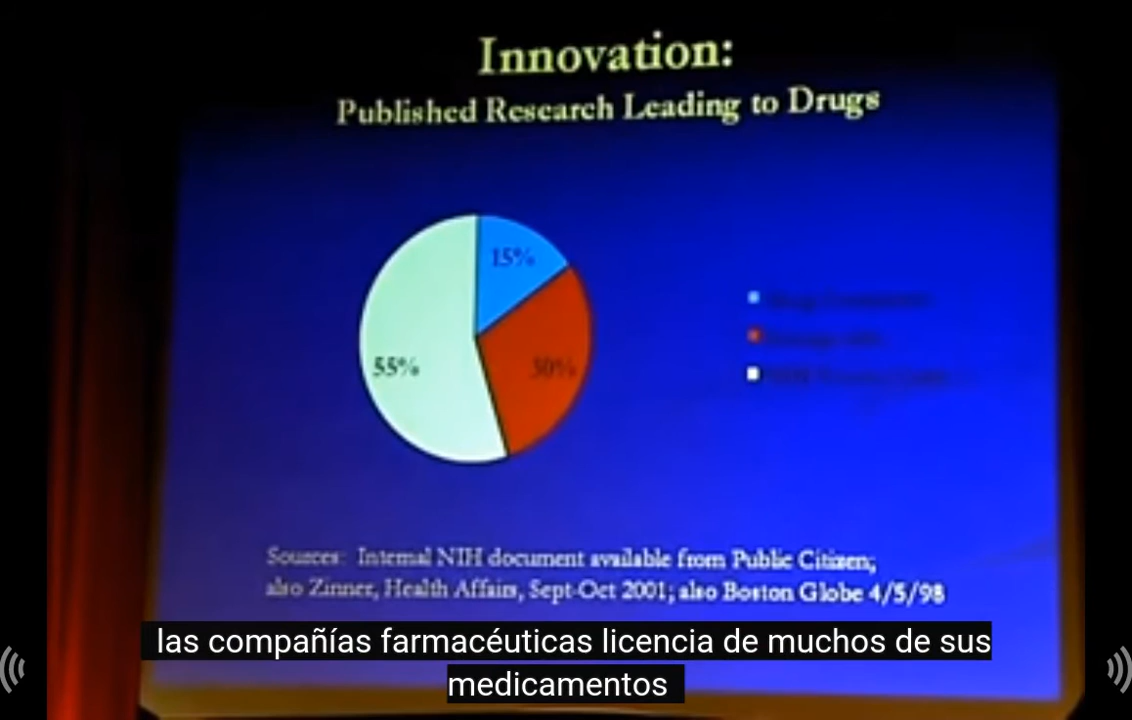 Innovation:
Published Research Leading to Drugs
15%
55%
30%
Sources: Internal NIH document available from Public Citizen;
also Zinner, Health Affairs, Sept-Oct 2001; also Boston Globe 4/5/98
las compañías farmacéuticas licencia de muchos de sus
medicamentos